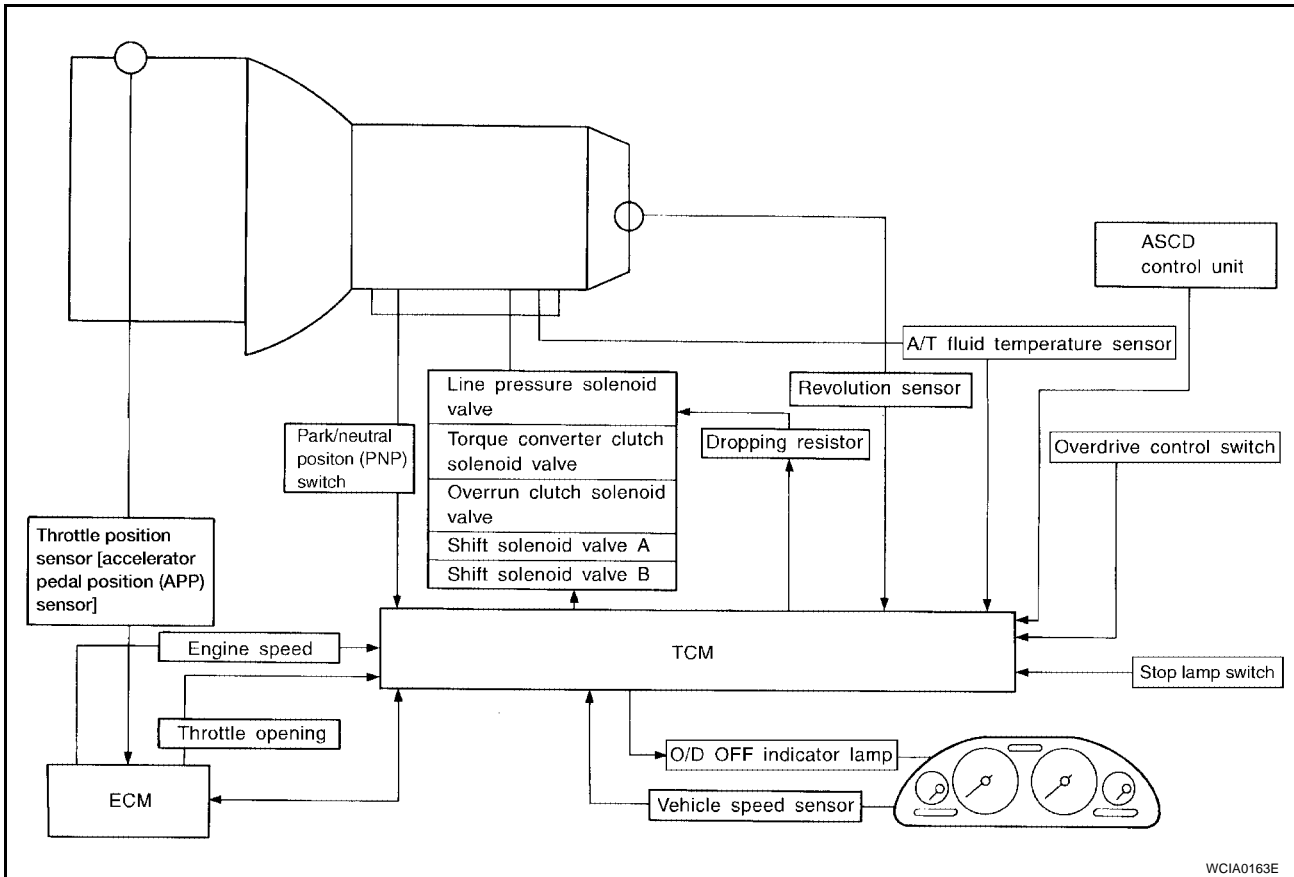 ASCD
control unit
A/T fluid temperature sensor
Line pressure solenoid
valve
Revolution sensor
Park/neutral
positon (PNP)
switch
Torque converter clutch
solenoid valve
Dropping resistor
Overdrive control switch
Overrun clutch solenoid
valve
Throttle position
sensor [accelerator
pedal position (APP)
sensor]
Shift solenoid valve A
Shift solenoid valve B
Engine speed
TCM
Stop lamp switch
Throttle opening
O/D OFF indicator lamp
ECM
Vehicle speed sensor
WCIA0163E